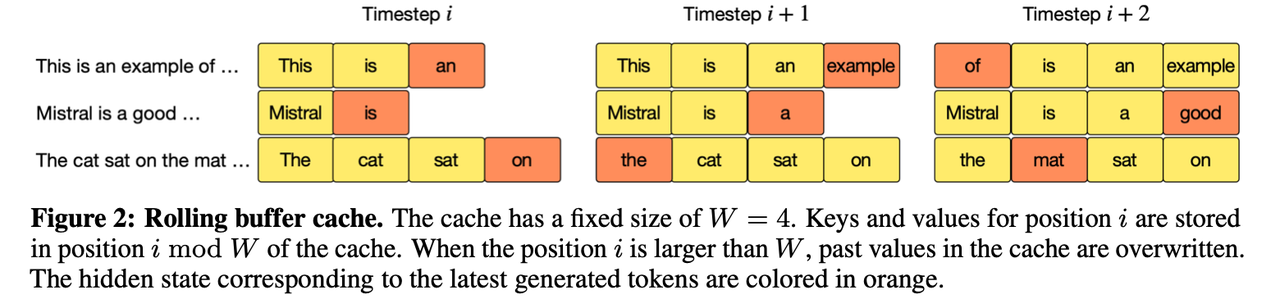 Timestep i Timestep i + 1 Timestep i + 2
This is an example of … This is an This is an example of is an example
Mistral is a good … Mistral is Mistral is a Mistral is a good
The cat sat on the mat … The cat sat on the cat sat on the mat sat on
Figure 2: Rolling buffer cache. The cache has a fixed size of W = 4. Keys and values for position i are stored
in position i mod W of the cache. When the position i is larger than W, past values in the cache are overwritten.
The hidden state corresponding to the latest generated tokens are colored in orange.